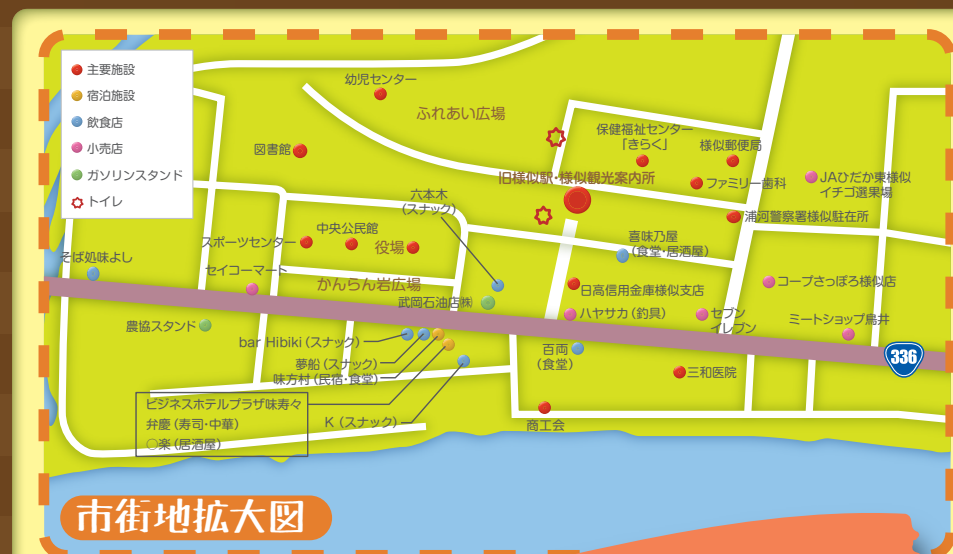 主要施設
宿泊施設
飲食店
小売店
ガソリンスタンド
トイレ
幼児センター
ふれあい広場
図書館
保健福祉センター
「きらく」
様似郵便局
旧様似駅・様似観光案内所
ファミリー歯科
JAひだか東様似
イチゴ選果場
浦河警察署様似駐在所
六本木
(スナック)
中央公民館
スポーツセンター
役場
喜味乃屋
(食堂・居酒屋)
そば処味よし
セイコーマート
かんらん岩広場
武岡石油店㈱
日高信用金庫様似支店
コープさっぽろ様似店
ハヤサカ(釣具)
セブン
イレブン
ミートショップ鳥井
農協スタンド
bar Hibiki(スナック)
夢船(スナック)
味方村(民宿・食堂)
百両
(食堂)
336
三和医院
ビジネスホテルプラザ味寿々
弁慶(寿司・中華)
○楽(居酒屋)
K(スナック)
商工会
市街地拡大図